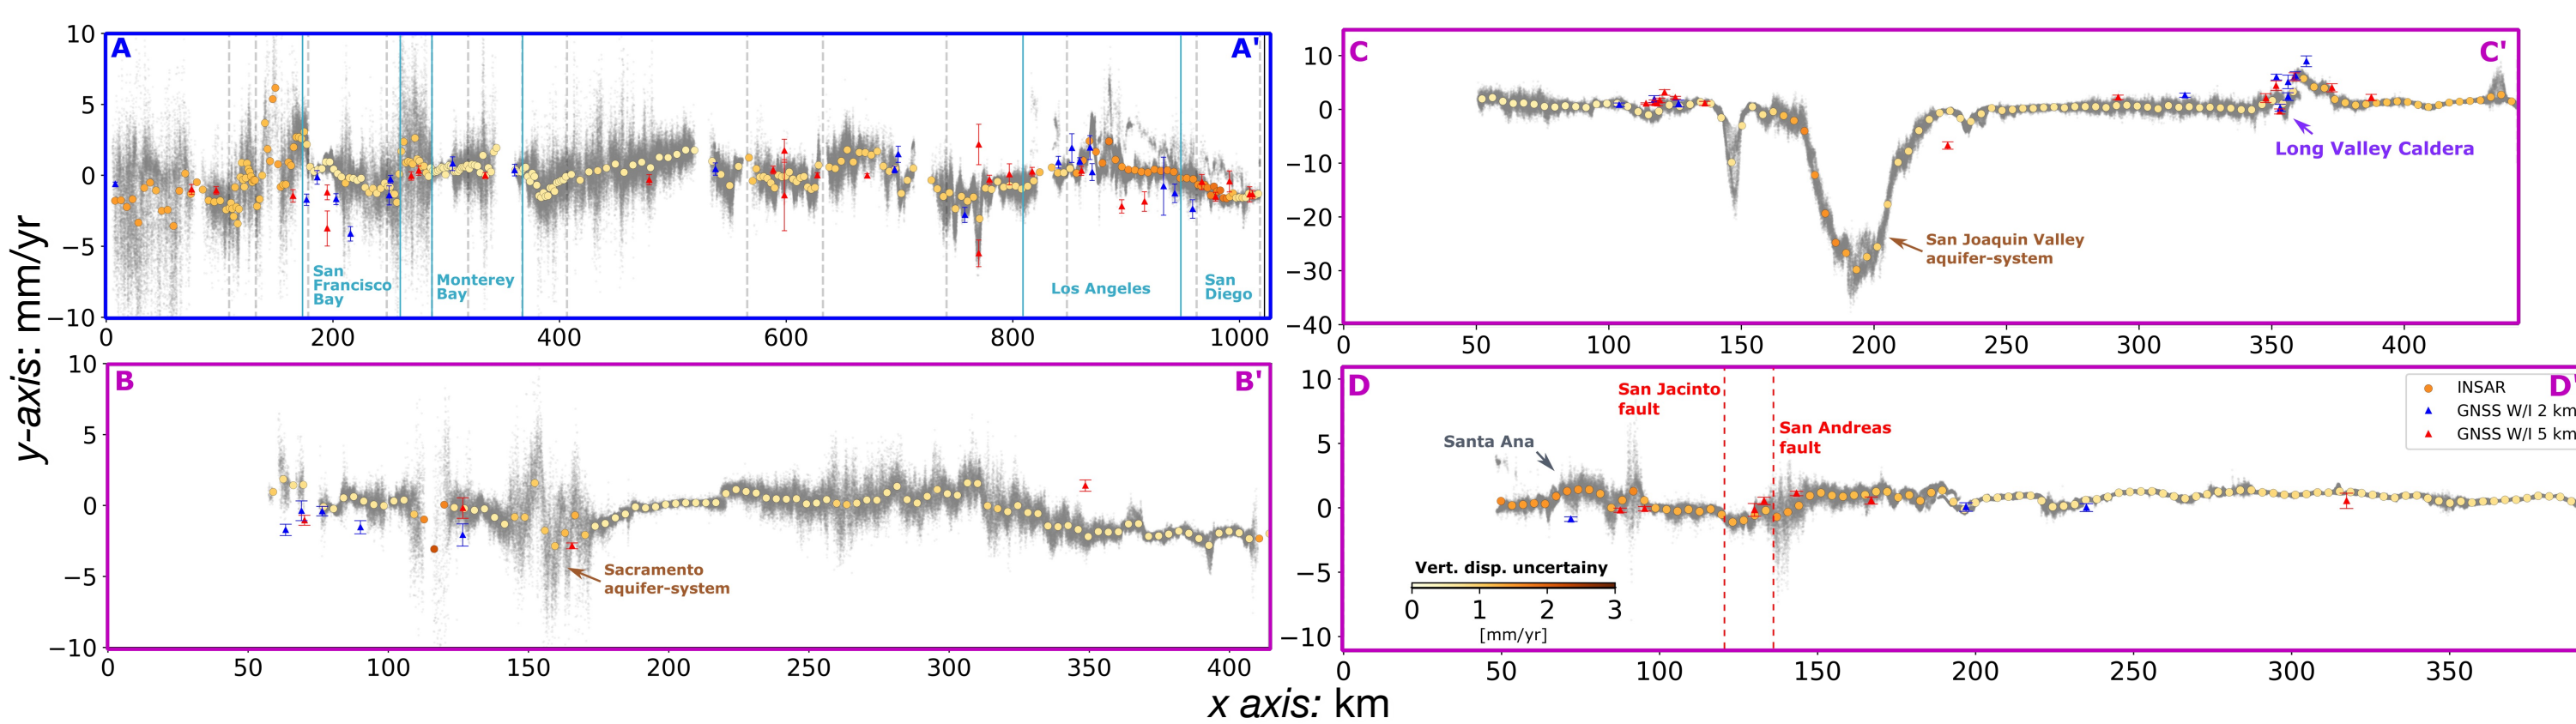 y-axis: mm/yr
A
A'
10
5
0
−5
−10
San
Francisco
Bay
Monterey
Bay
Los Angeles
San
Diego
0 200 400 600 800 1000
C
C'
10
0
−10
−20
−30
−40
Long Valley Caldera
San Joaquin Valley
aquifer-system
0 50 100 150 200 250 300 350 400
B
B'
10
5
0
−5
−10
Sacramento
aquifer-system
0 50 100 150 200 250 300 350 400
D
D'
10
5
0
−5
−10
San Jacinto
fault
San Andreas
fault
Santa Ana
INSAR
GNSS W/I 2 km
GNSS W/I 5 km
Vert. disp. uncertainy
0 1 2 3
[mm/yr]
0 50 100 150 200 250 300 350
x axis: km